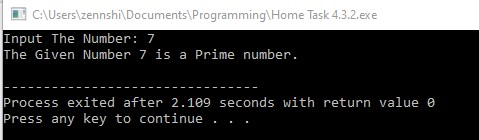 C:\Users\zennshi\Documents\Programming\Home Task 4.3.2.exe
Input The Number: 7
The Given Number 7 is a Prime number.
--------------------------------
Process exited after 2.109 seconds with return value 0
Press any key to continue . . .